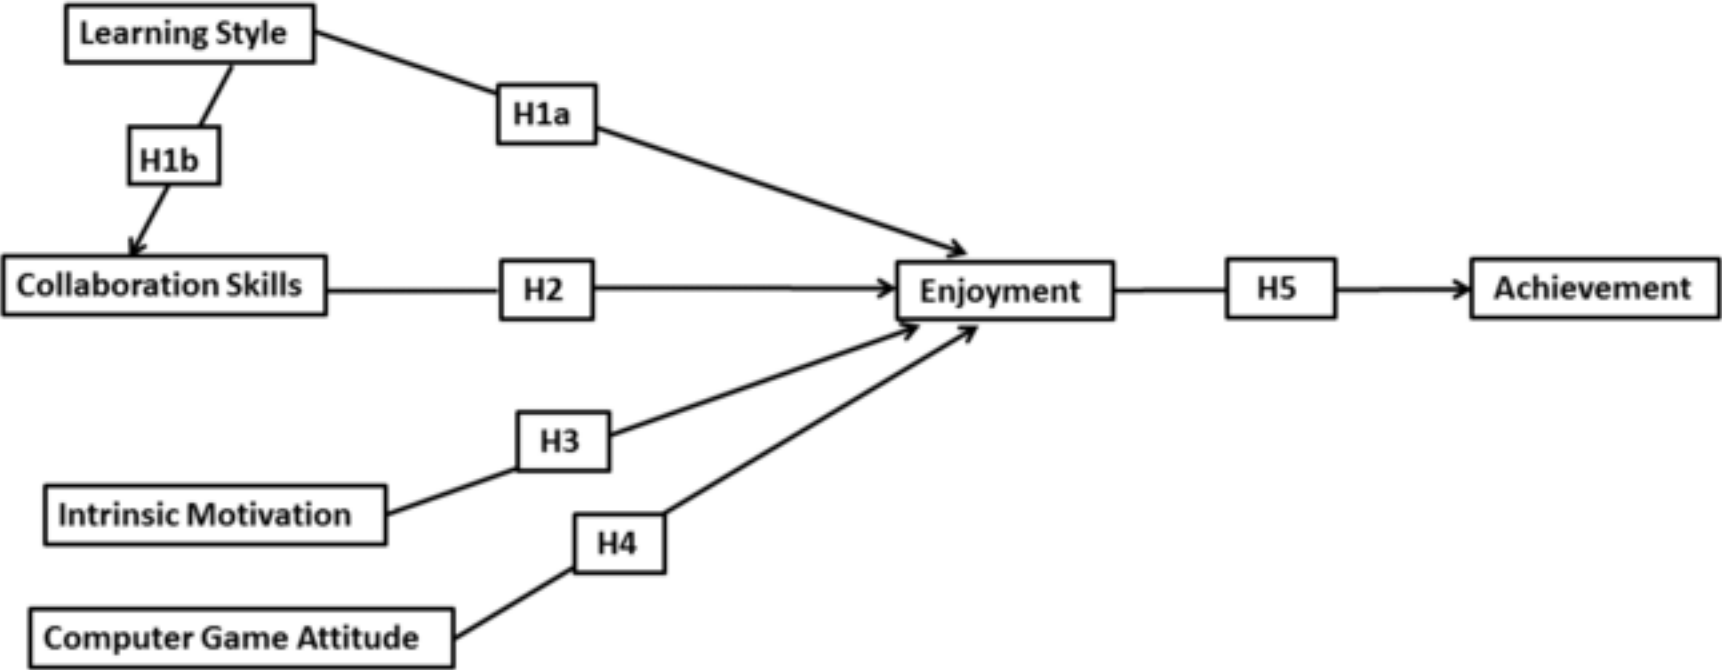 Learning Style
H1a
H1b
Collaboration Skills
H2
Enjoyment
H5
Achievement
H3
Intrinsic Motivation
H4
Computer Game Attitude